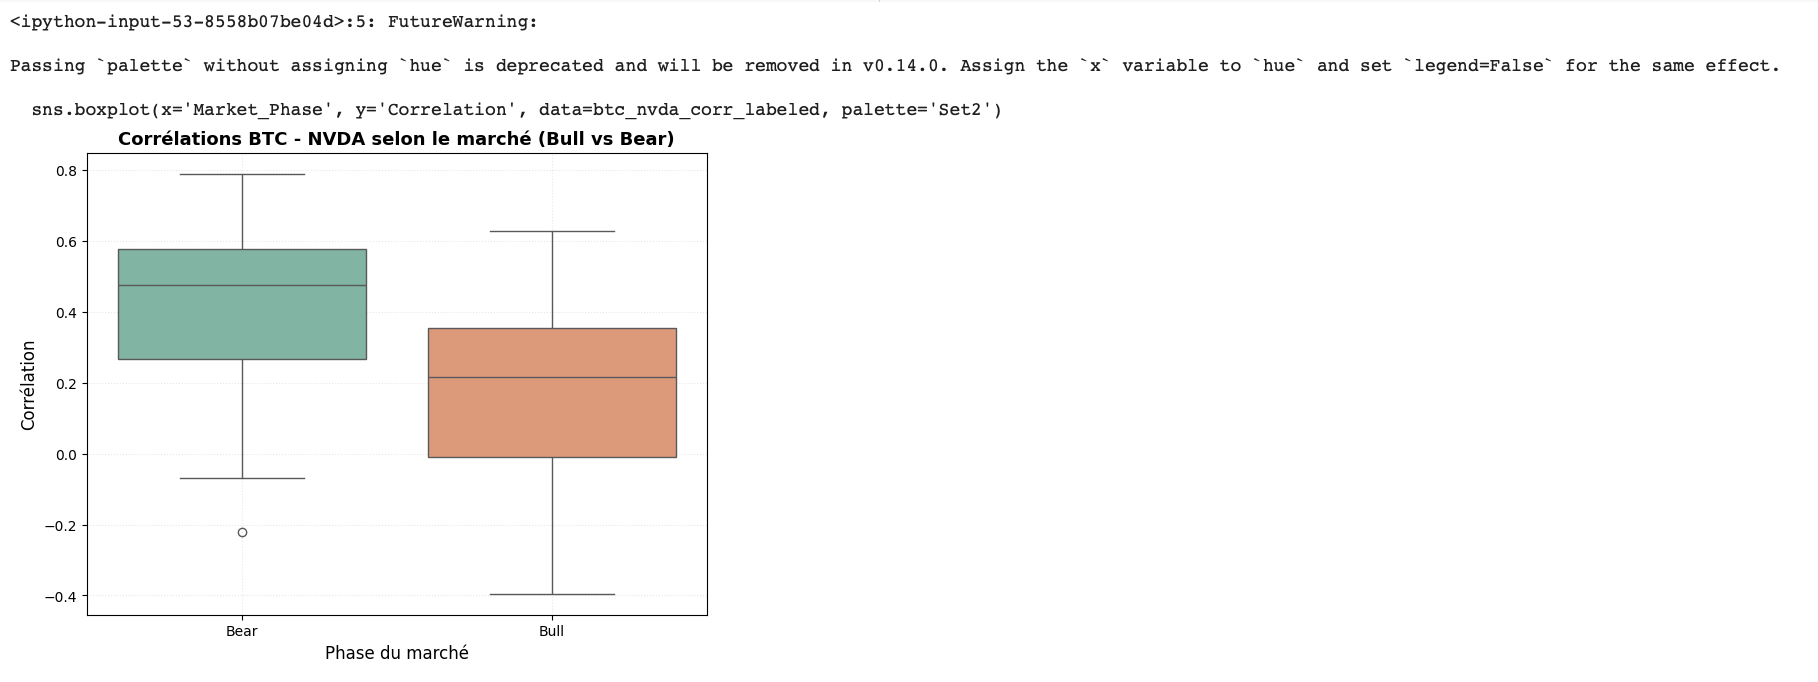 <ipython-input-53-8558b07be04d>:5: FutureWarning:
Passing `palette` without assigning `hue` is deprecated and will be removed in v0.14.0. Assign the `x` variable to `hue` and set `legend=False` for the same effect.
sns.boxplot(x='Market_Phase', y='Correlation', data=btc_nvda_corr_labeled, palette='Set2')
Corrélations BTC - NVDA selon le marché (Bull vs Bear)
Corrélation
0.8
0.6
0.4
0.2
0.0
−0.2
−0.4
Bear Bull
Phase du marché